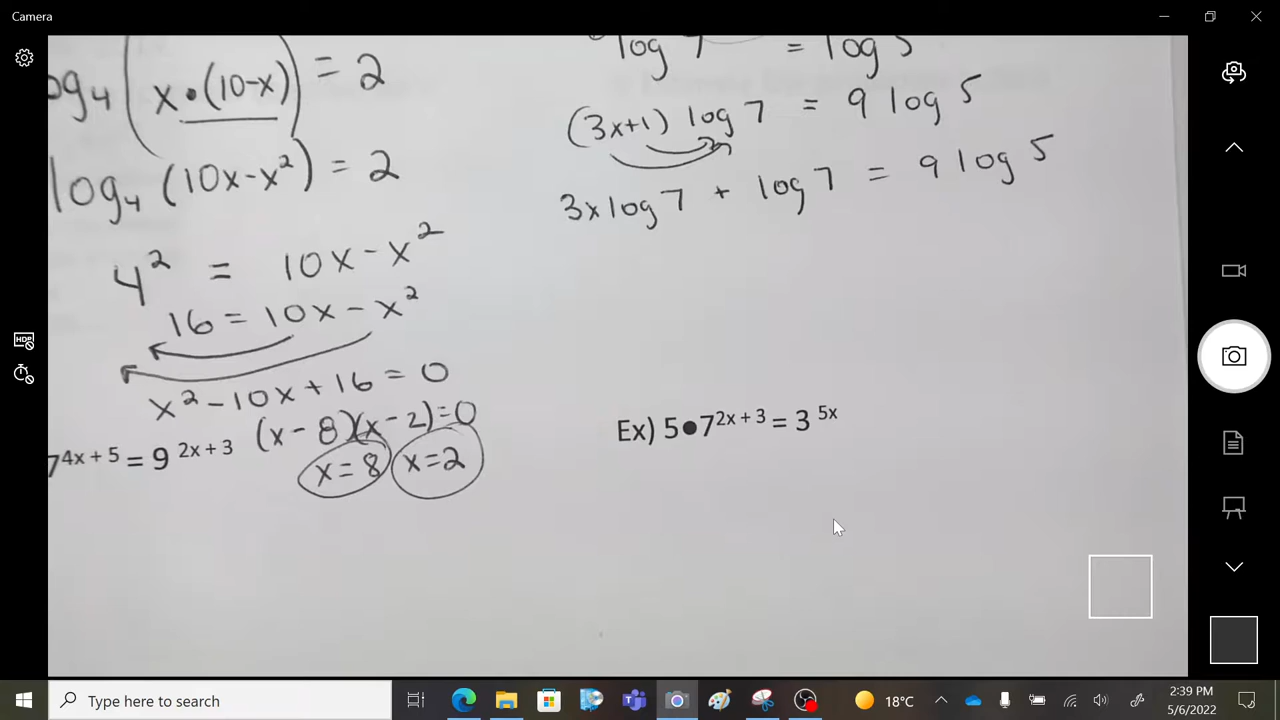 Camera
log₄(x•(10-x)) = 2
log₄(10x-x²) = 2
4² = 10x-x²
16 = 10x-x²
x²-10x+16=0
(x-8)(x-2)=0
x=8 x=2
7^(4x + 5) = 9^(2x + 3)
log 7 = log 5
(3x+1) log 7 = 9 log 5
3x log 7 + log 7 = 9 log 5
Ex) 5•7^(2x + 3) = 3^(5x)
Type here to search
18°C
2:39 PM
5/6/2022